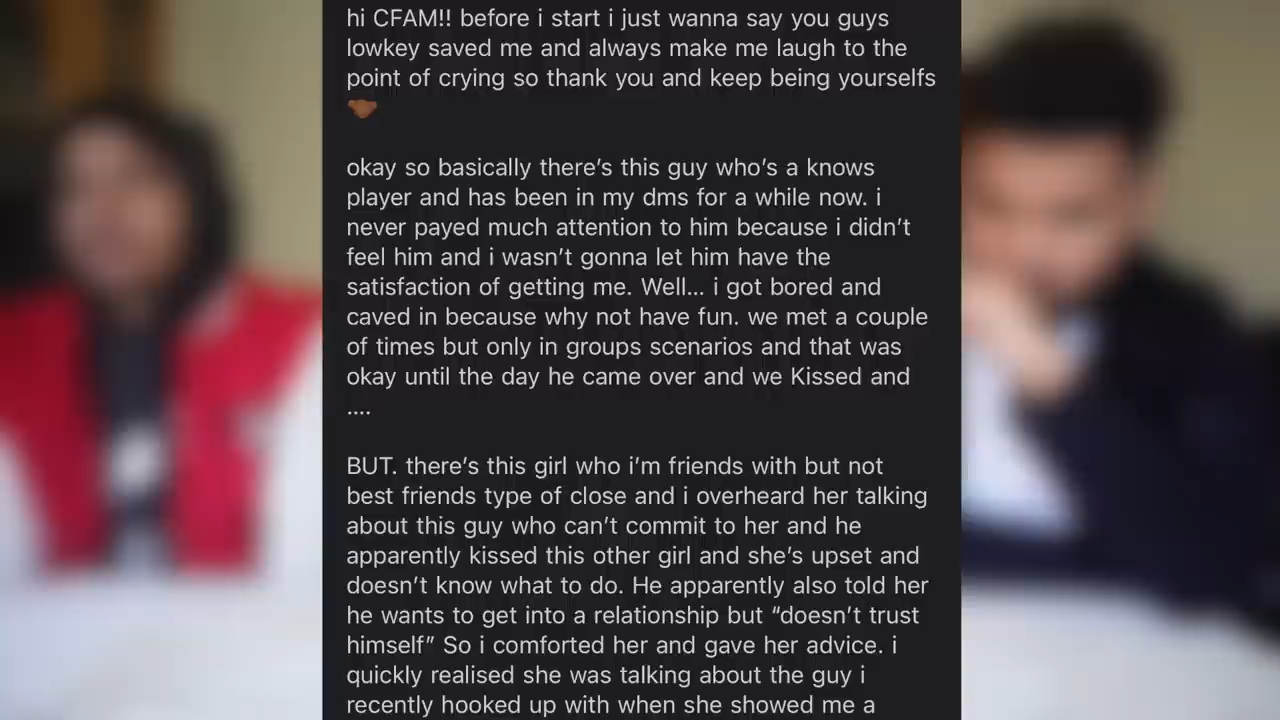 hi CFAM!! before i start i just wanna say you guys
lowkey saved me and always make me laugh to the
point of crying so thank you and keep being yourselfs
🤝🏾
okay so basically there’s this guy who’s a knows
player and has been in my dms for a while now. i
never payed much attention to him because i didn’t
feel him and i wasn’t gonna let him have the
satisfaction of getting me. Well... i got bored and
caved in because why not have fun. we met a couple
of times but only in groups scenarios and that was
okay until the day he came over and we Kissed and
....
BUT. there’s this girl who i’m friends with but not
best friends type of close and i overheard her talking
about this guy who can’t commit to her and he
apparently kissed this other girl and she’s upset and
doesn’t know what to do. He apparently also told her
he wants to get into a relationship but “doesn’t trust
himself” So i comforted her and gave her advice. i
quickly realised she was talking about the guy i
recently hooked up with when she showed me a